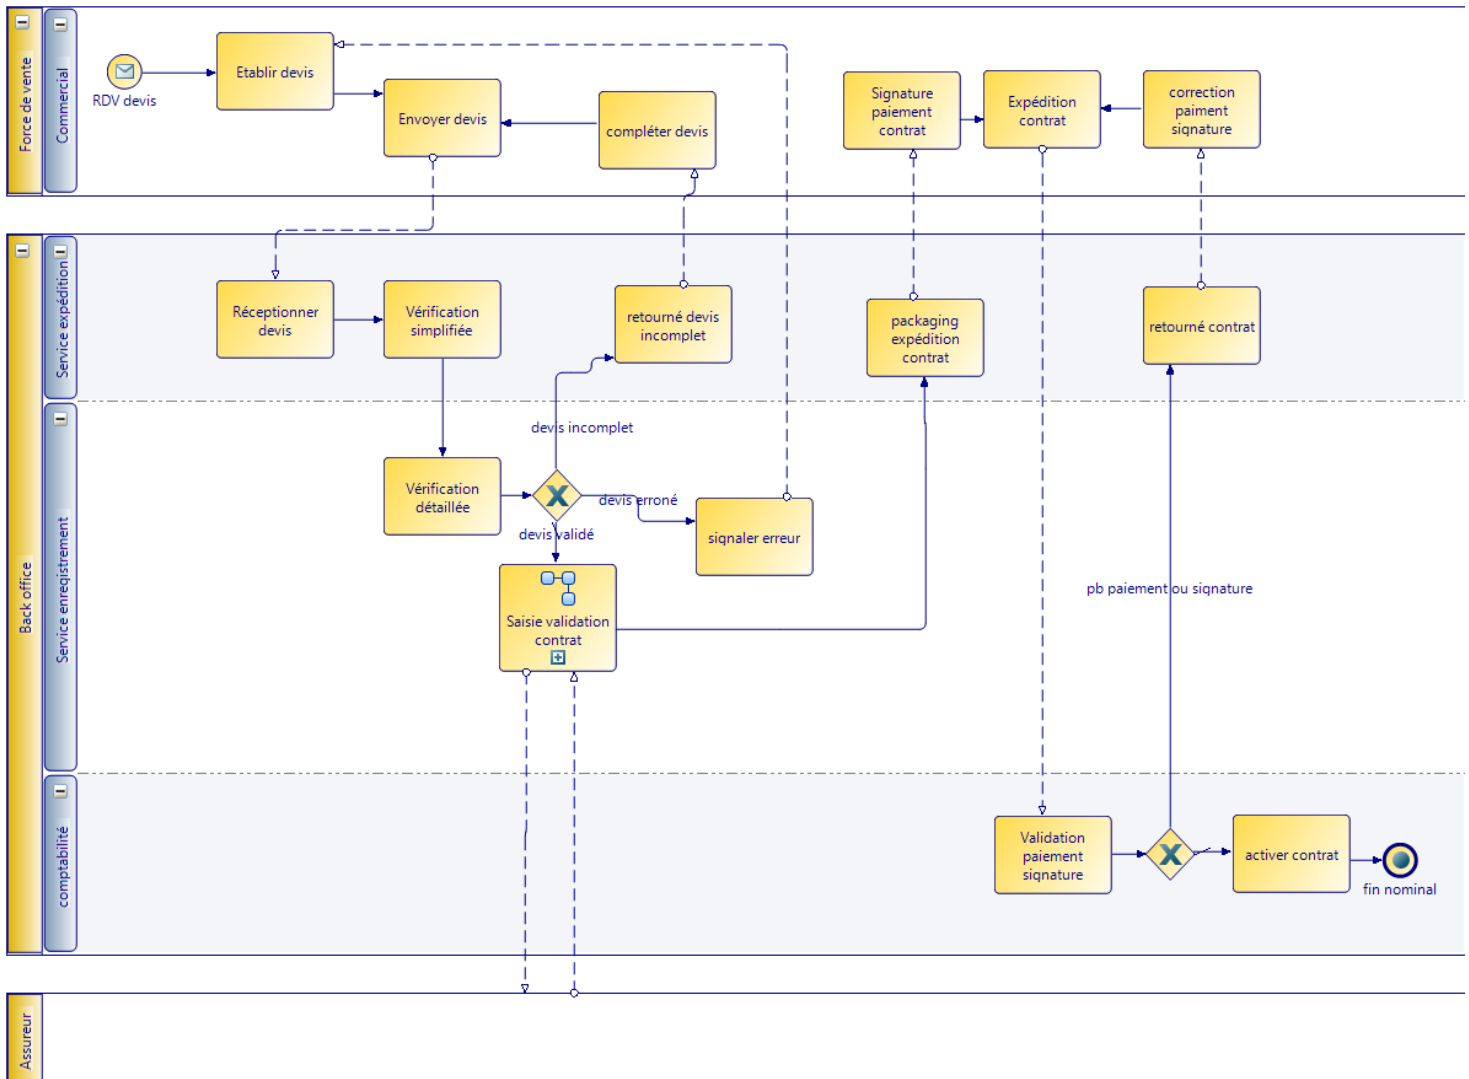 Force de vente
Commercial
RDV devis
Etablir devis
Envoyer devis
compléter devis
Signature
paiement
contrat
Expédition
contrat
correction
paiment
signature
Back office
Service expédition
Réceptionner
devis
Vérification
simplifiée
retourné devis
incomplet
packaging
expédition
contrat
retourné contrat
Service enregistrement
devis incomplet
Vérification
détaillée
devis erroné
devis validé
signaler erreur
Saisie validation
contrat
pb paiement ou signature
comptabilité
Validation
paiement
signature
activer contrat
fin nominal
Assureur